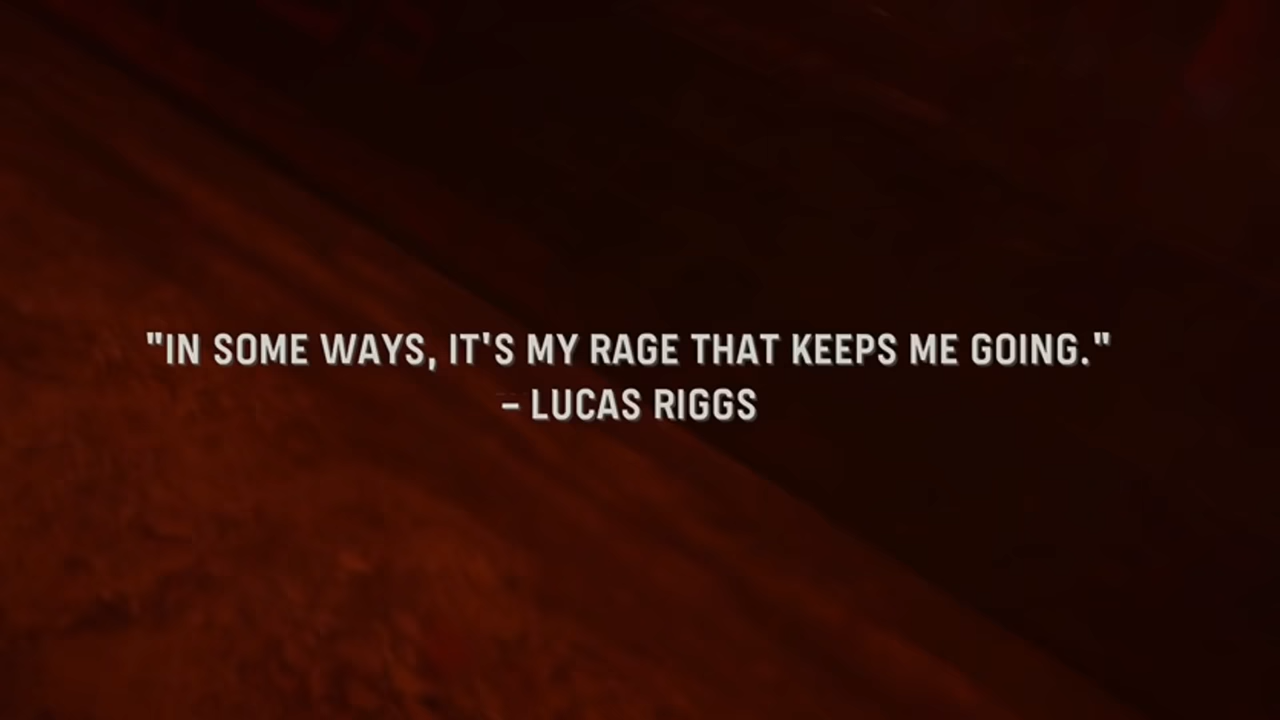 "IN SOME WAYS, IT'S MY RAGE THAT KEEPS ME GOING."
– LUCAS RIGGS